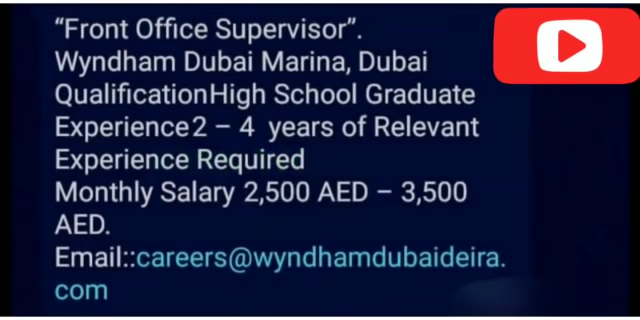 “Front Office Supervisor”.
Wyndham Dubai Marina, Dubai
QualificationHigh School Graduate
Experience2 – 4 years of Relevant
Experience Required
Monthly Salary 2,500 AED – 3,500
AED.
Email::careers@wyndhamdubaideira.
com